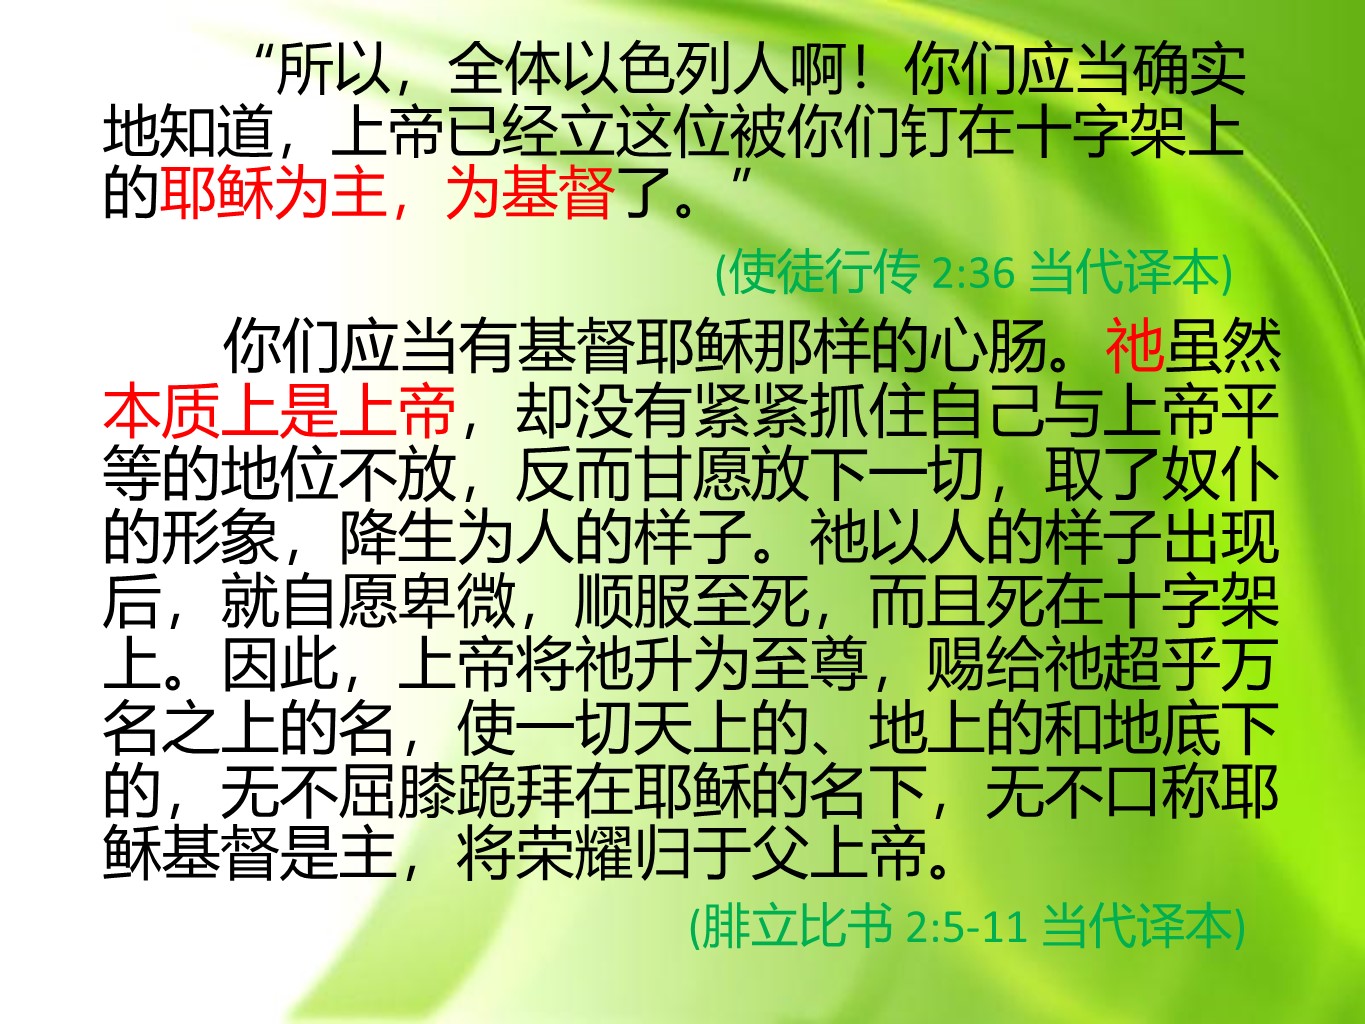 “所以，全体以色列人啊！你们应当确实
地知道，上帝已经立这位被你们钉在十字架上
的耶稣为主，为基督了。”
(使徒行传 2:36 当代译本)
你们应当有基督耶稣那样的心肠。祂虽然
本质上是上帝，却没有紧紧抓住自己与上帝平
等的地位不放，反而甘愿放下一切，取了奴仆
的形象，降生为人的样子。祂以人的样子出现
后，就自愿卑微，顺服至死，而且死在十字架
上。因此，上帝将祂升为至尊，赐给祂超乎万
名之上的名，使一切天上的、地上的和地底下
的，无不屈膝跪拜在耶稣的名下，无不口称耶
稣基督是主，将荣耀归于父上帝。
(腓立比书 2:5-11 当代译本)